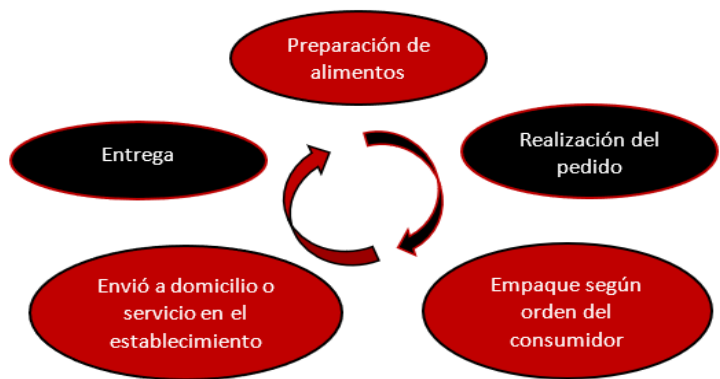 Preparación de
alimentos
Realización del
pedido
Empaque según
orden del
consumidor
Envió a domicilio o
servicio en el
establecimiento
Entrega